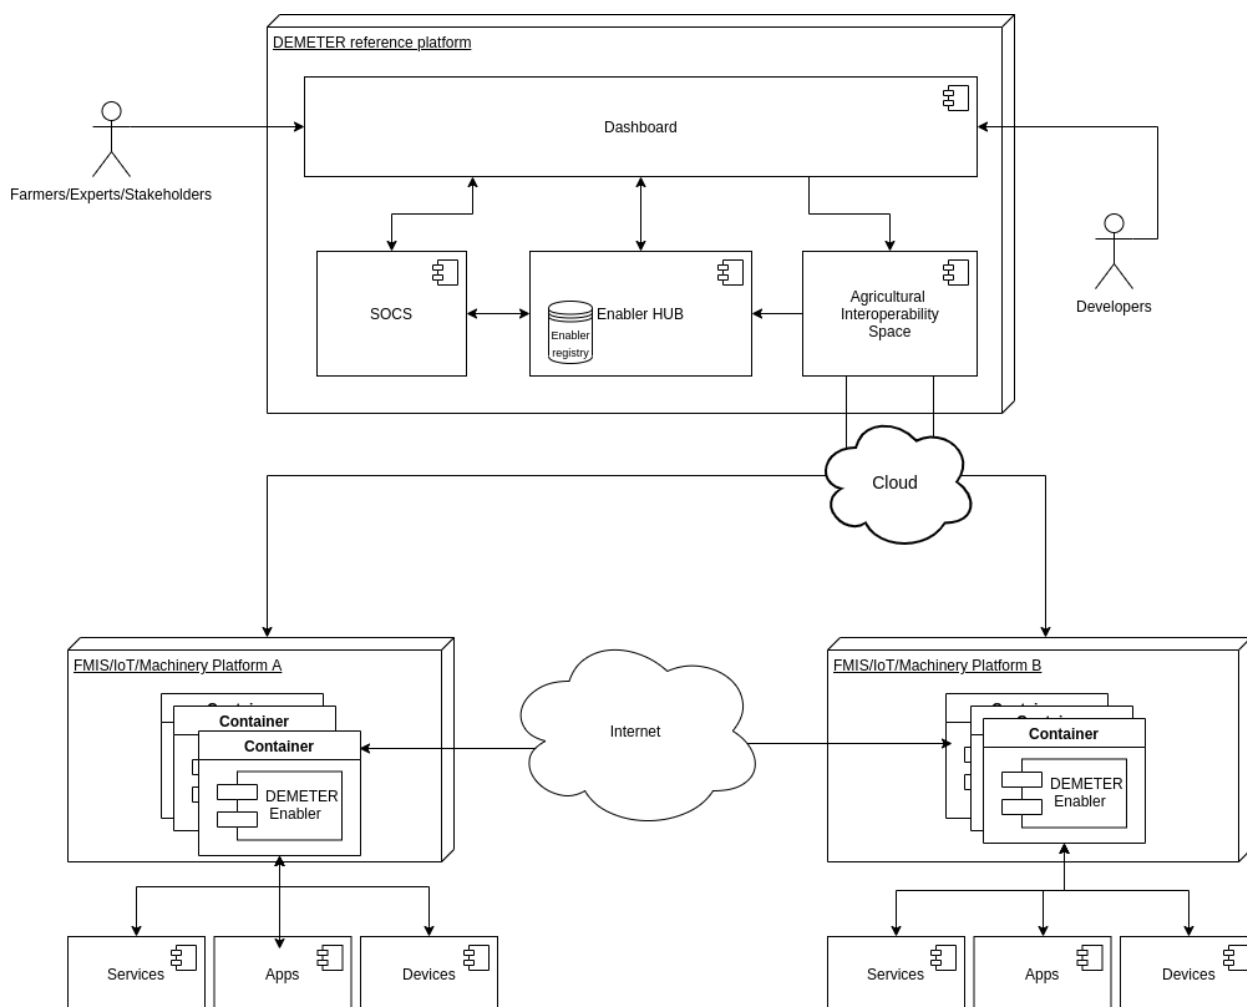 DEMETER reference platform
Dashboard
Farmers/Experts/Stakeholders
SOCS
Enabler HUB
Enabler
registry
Agricultural
Interoperability
Space
Developers
Cloud
FMIS/IoT/Machinery Platform A
Container
Container
DEMETER
Enabler
Internet
FMIS/IoT/Machinery Platform B
Container
DEMETER
Enabler
Services
Apps
Devices
Services
Apps
Devices